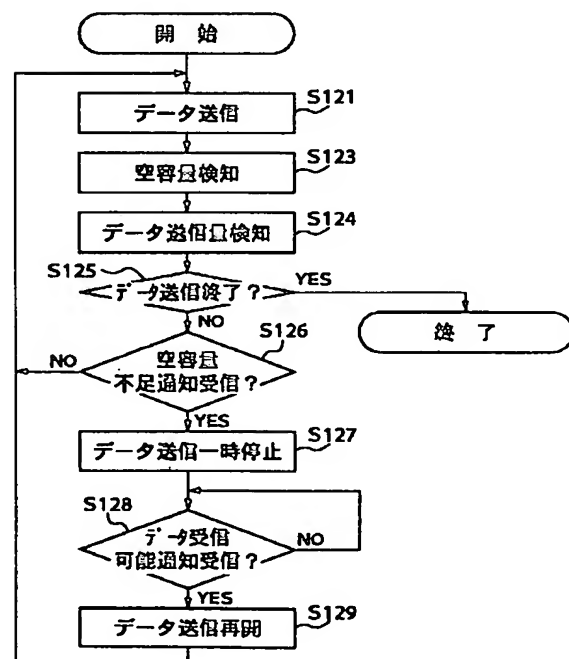 開 始
S121
データ送信
S123
空容量検知
S124
データ送信量検知
S125
データ送信終了?
YES
NO
終 了
S126
空容量
不足通知受信?
NO
YES
S127
データ送信一時停止
S128
データ受信
可能通知受信?
NO
YES
S129
データ送信再開